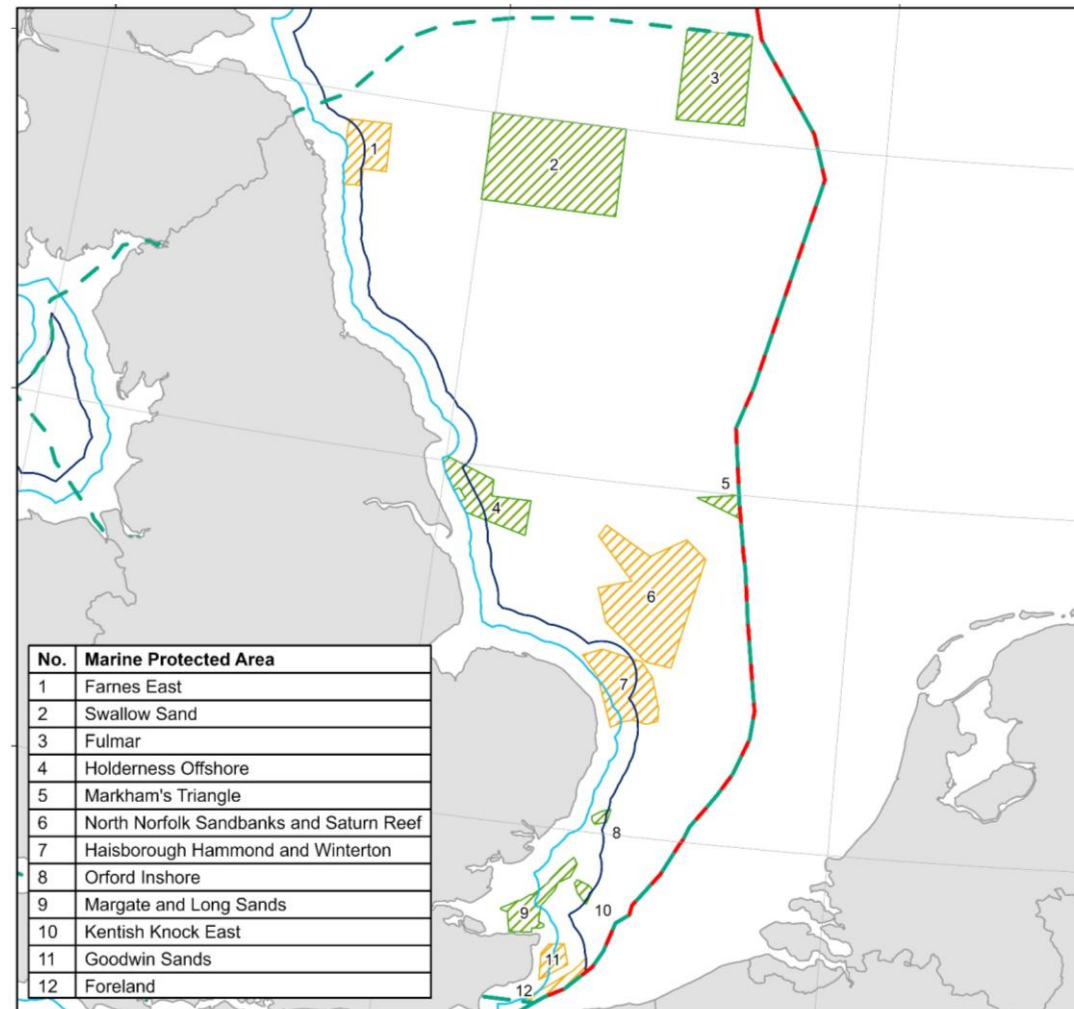 3
1
2
5
4
6
7
8
9
10
11
12
No. Marine Protected Area
1 Farnes East
2 Swallow Sand
3 Fulmar
4 Holderness Offshore
5 Markham's Triangle
6 North Norfolk Sandbanks and Saturn Reef
7 Haisborough Hammond and Winterton
8 Orford Inshore
9 Margate and Long Sands
10 Kentish Knock East
11 Goodwin Sands
12 Foreland